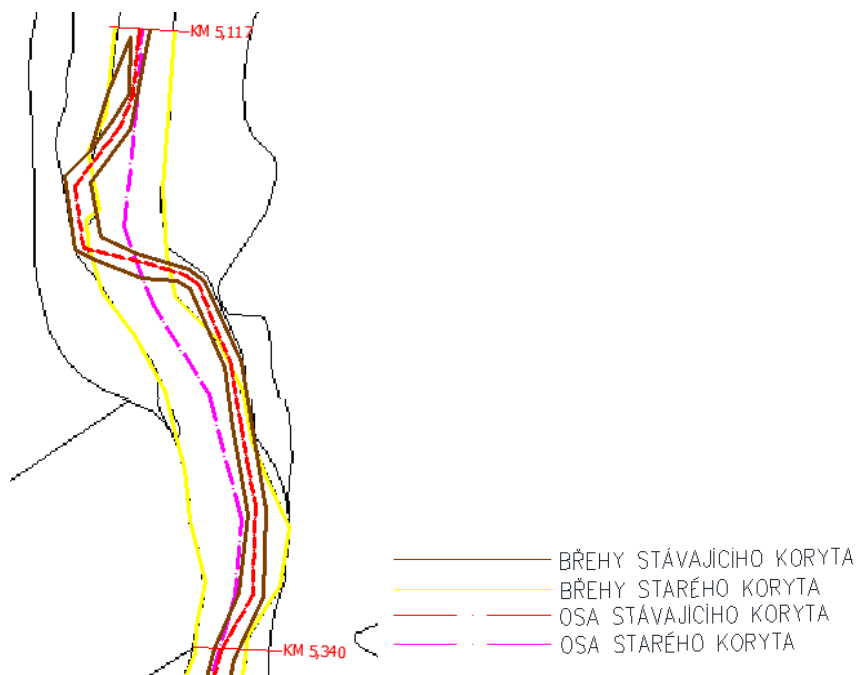 KM 5,117
BŘEHY STÁVAJÍCÍHO KORYTA
BŘEHY STARÉHO KORYTA
OSA STÁVAJÍCÍHO KORYTA
OSA STARÉHO KORYTA
KM 5,340